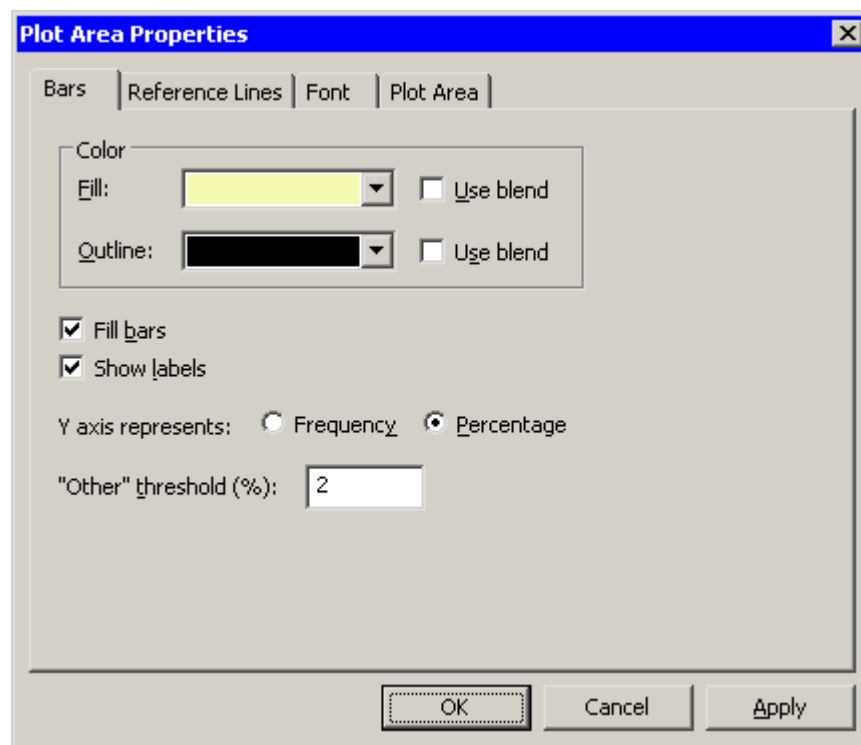 Plot Area Properties
Bars Reference Lines Font Plot Area
Color
Fill: Use blend
Outline: Use blend
Fill bars
Show labels
Y axis represents: Frequency Percentage
"Other" threshold (%): 2
OK Cancel Apply